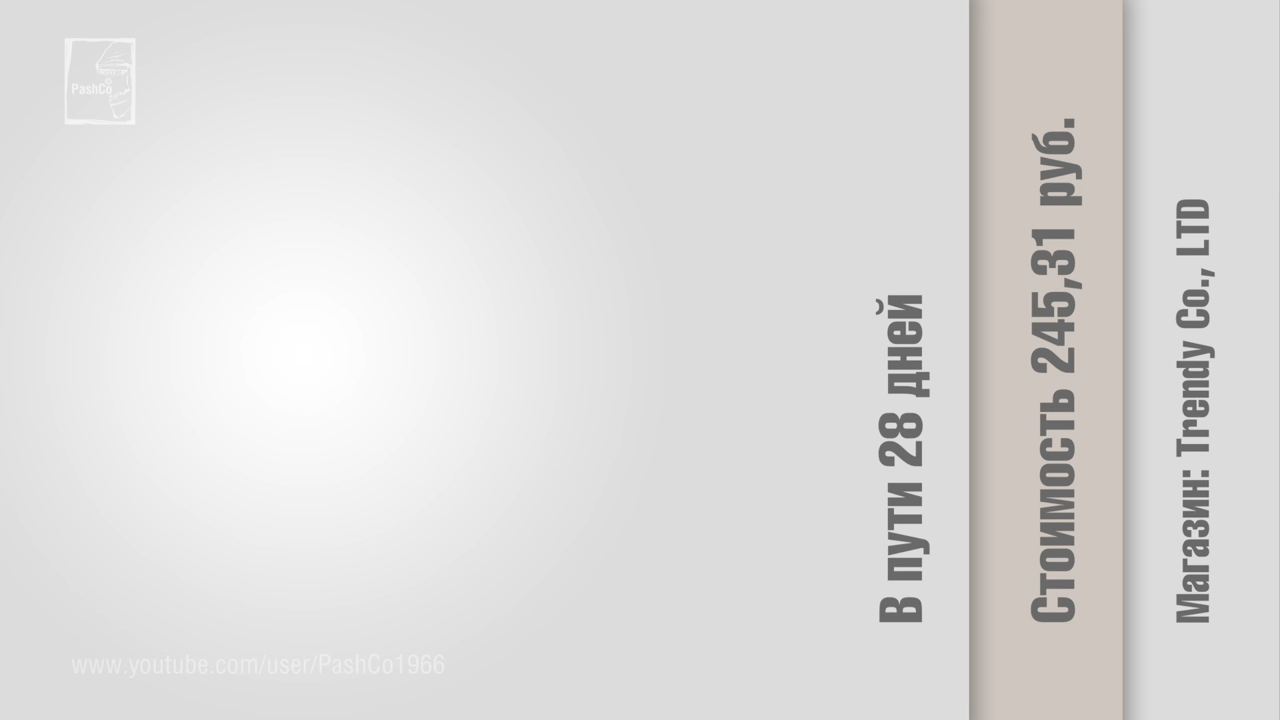 PashCo
В пути 28 дней
Стоимость 245,31 руб.
Магазин: Trendy Co., LTD
www.youtube.com/user/PashCo1966